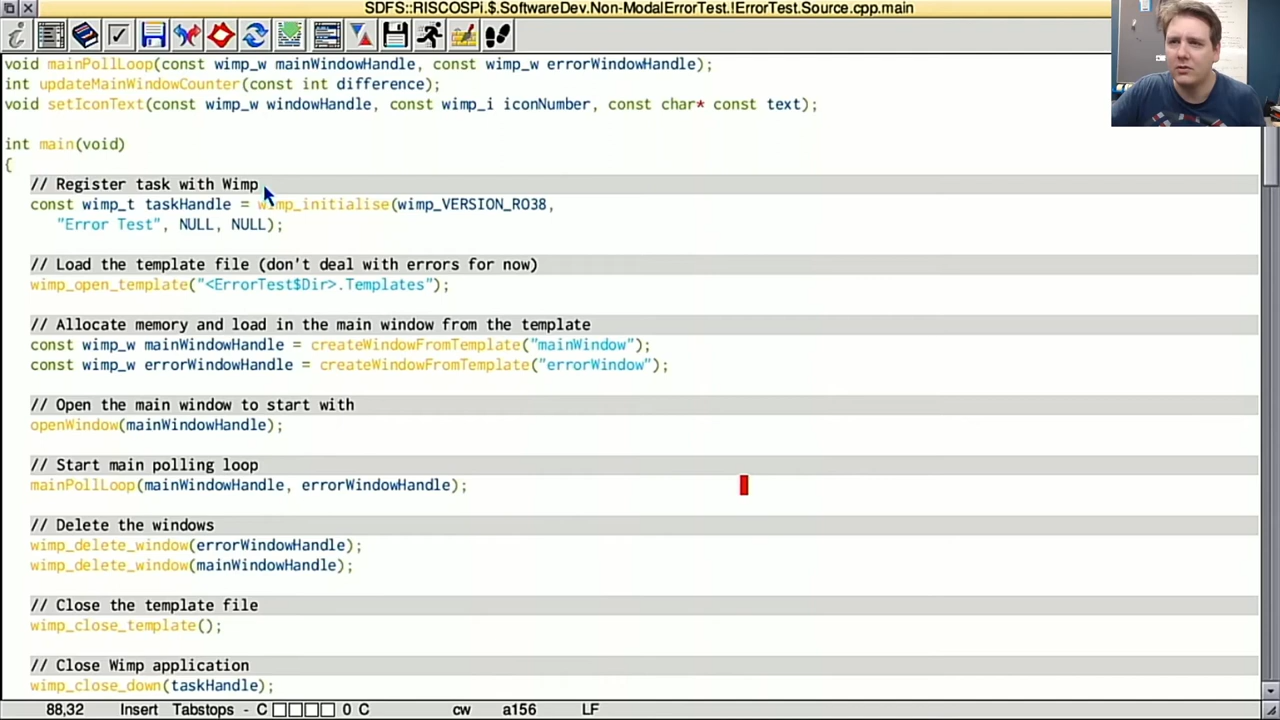 SDFS::RISCOSPi.$.SoftwareDev.Non-ModalErrorTest.!ErrorTest.Source.cpp.main
void mainPollLoop(const wimp_w mainWindowHandle, const wimp_w errorWindowHandle);
int updateMainWindowCounter(const int difference);
void setIconText(const wimp_w windowHandle, const wimp_i iconNumber, const char* const text);
int main(void)
{
// Register task with Wimp
const wimp_t taskHandle = wimp_initialise(wimp_VERSION_RO38,
"Error Test", NULL, NULL);
// Load the template file (don't deal with errors for now)
wimp_open_template("<ErrorTest$Dir>.Templates");
// Allocate memory and load in the main window from the template
const wimp_w mainWindowHandle = createWindowFromTemplate("mainWindow");
const wimp_w errorWindowHandle = createWindowFromTemplate("errorWindow");
// Open the main window to start with
openWindow(mainWindowHandle);
// Start main polling loop
mainPollLoop(mainWindowHandle, errorWindowHandle);
// Delete the windows
wimp_delete_window(errorWindowHandle);
wimp_delete_window(mainWindowHandle);
// Close the template file
wimp_close_template();
// Close Wimp application
wimp_close_down(taskHandle);
88,32 Insert Tabstops - C 0 C cw a156 LF